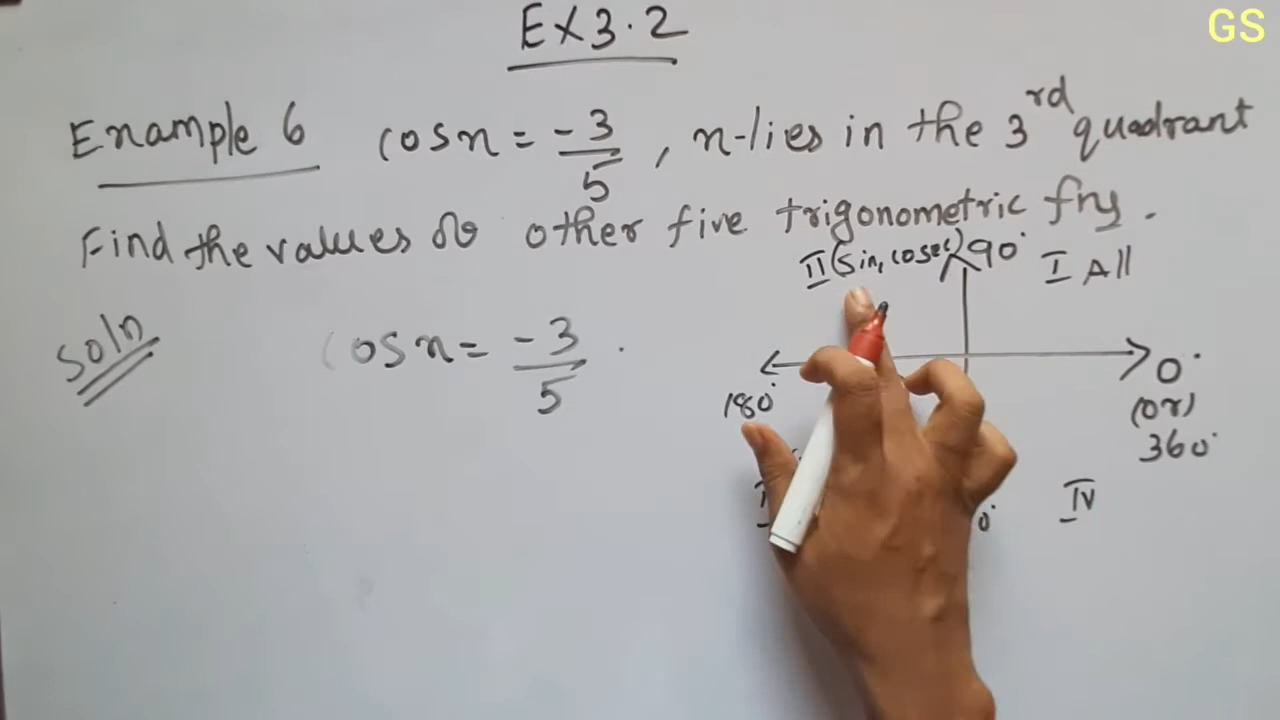 GS
EX 3.2
Example 6 cos x = -3/5, x-lies in the 3rd quadrant
Find the values of other five trigonometric fns.
II (sin, cosec) 90° I All
Soln cos x = -3/5.
180° 0°
(or)
360°
IV
0°